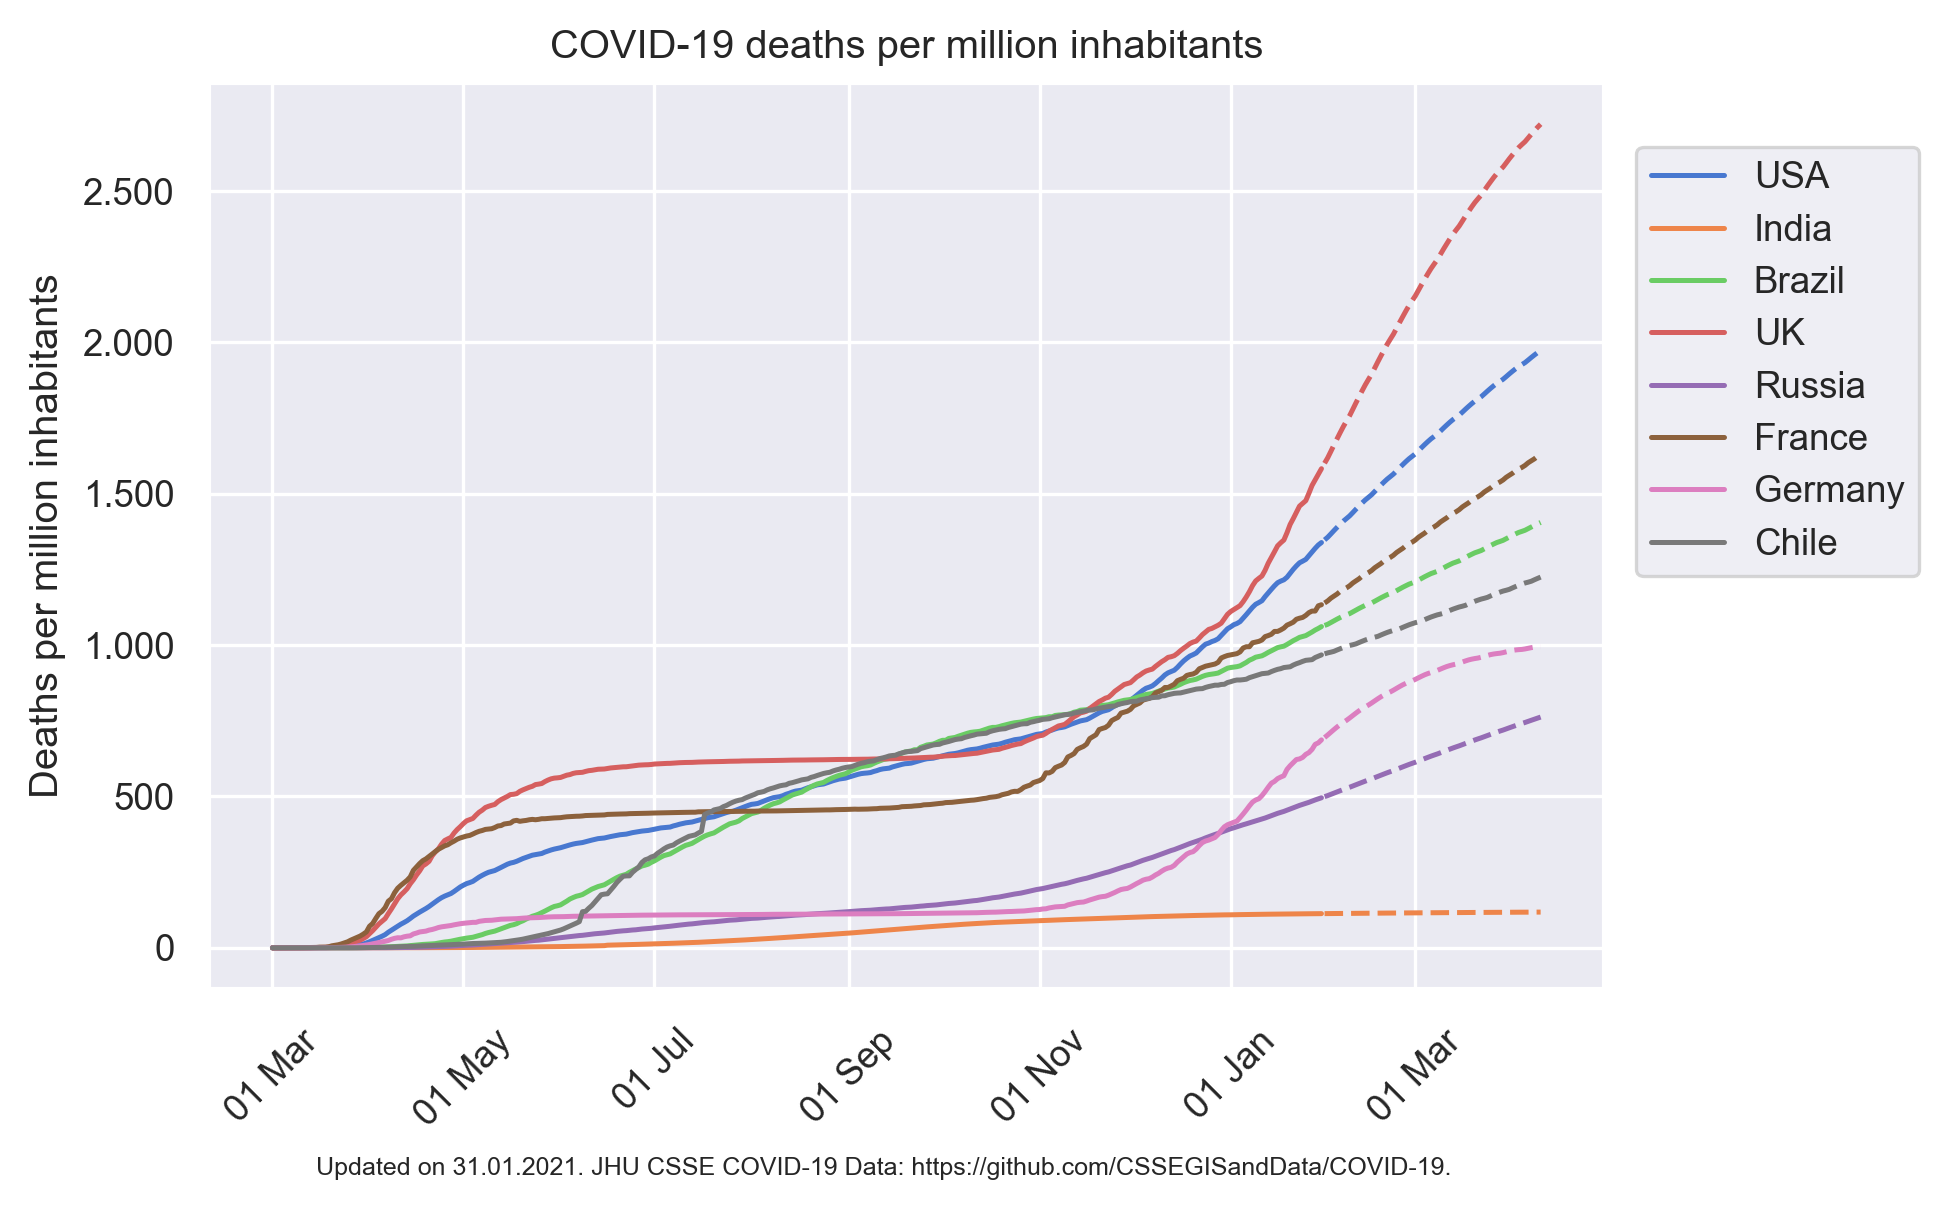 COVID-19 deaths per million inhabitants
Deaths per million inhabitants
2.500
2.000
1.500
1.000
500
0
01 Mar
01 May
01 Jul
01 Sep
01 Nov
01 Jan
01 Mar
USA
India
Brazil
UK
Russia
France
Germany
Chile
Updated on 31.01.2021. JHU CSSE COVID-19 Data: https://github.com/CSSEGISandData/COVID-19.